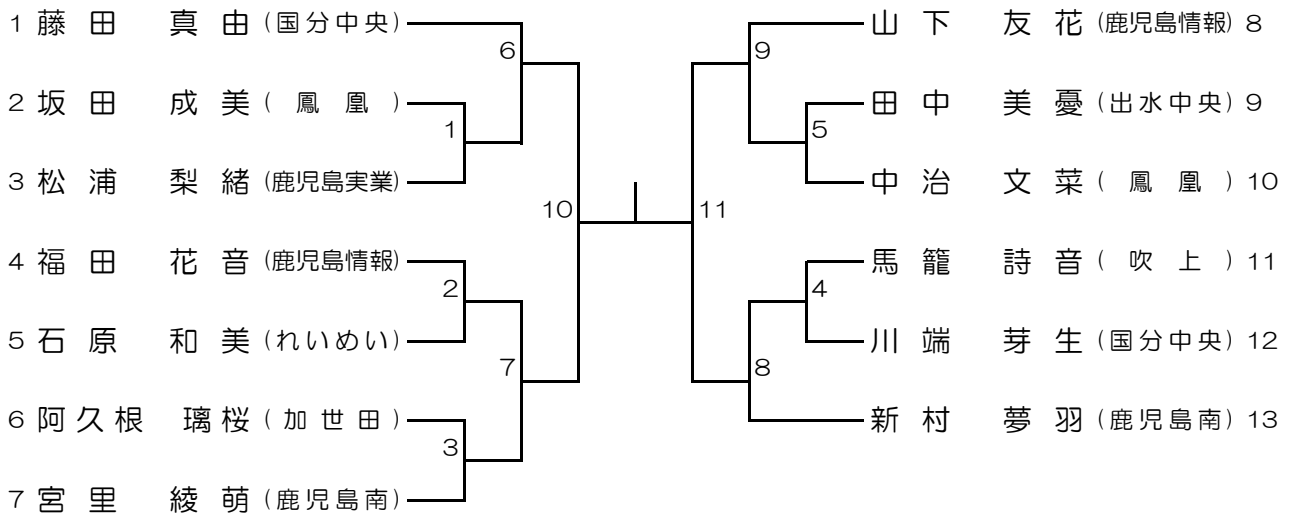 1 藤田 真由 (国分中央)
2 坂田 成美 (鳳凰)
3 松浦 梨緒 (鹿児島実業)
4 福田 花音 (鹿児島情報)
5 石原 和美 (れいめい)
6 阿久根 璃桜 (加世田)
7 宮里 綾萌 (鹿児島南)
6
1
2
7
3
10
11
9
5
4
8
山下 友花 (鹿児島情報) 8
田中 美憂 (出水中央) 9
中治 文菜 (鳳凰) 10
馬籠 詩音 (吹上) 11
川端 芽生 (国分中央) 12
新村 夢羽 (鹿児島南) 13